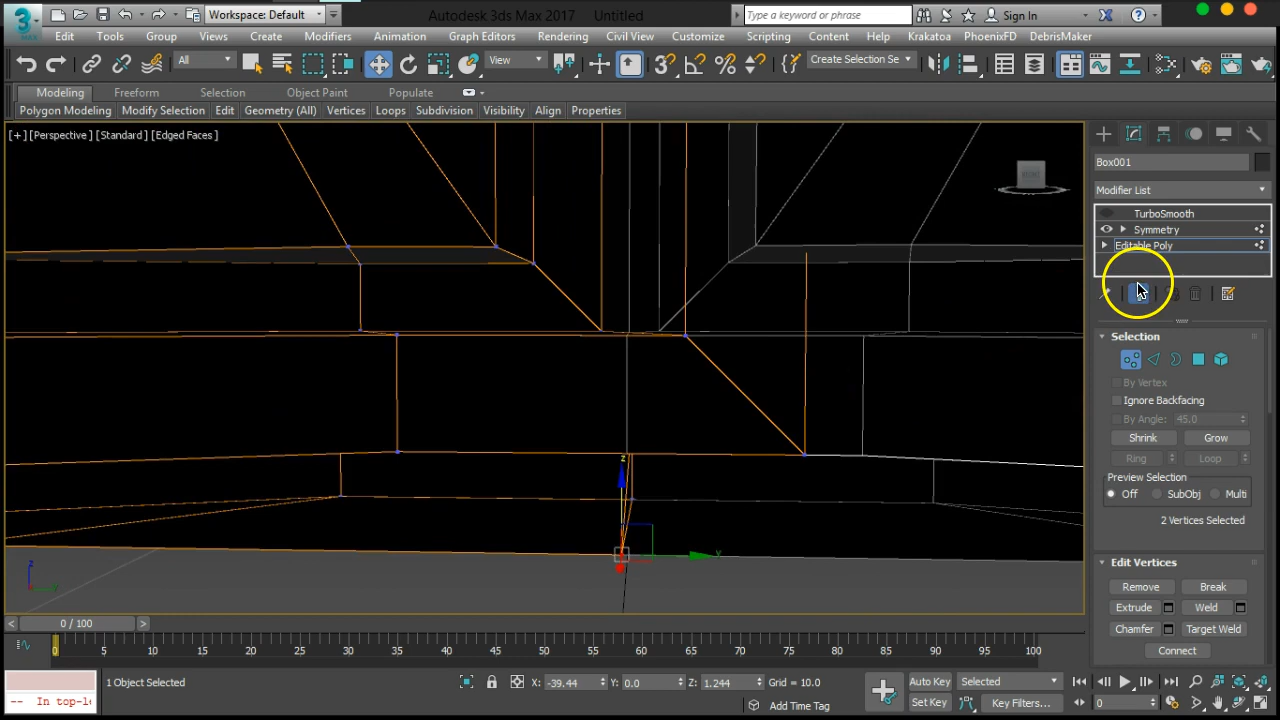 3 MAX Workspace: Default Autodesk 3ds Max 2017 Untitled Type a keyword or phrase Sign In
Edit Tools Group Views Create Modifiers Animation Graph Editors Rendering Civil View Customize Scripting Content Help Krakatoa PhoenixFD DebrisMaker
All View Create Selection Se
Modeling Freeform Selection Object Paint Populate
Polygon Modeling Modify Selection Edit Geometry (All) Vertices Loops Subdivision Visibility Align Properties
[+] [Perspective] [Standard] [Edged Faces]
Box001
Modifier List
TurboSmooth
Symmetry
Editable Poly
Selection
By Vertex
Ignore Backfacing
By Angle: 45.0
Shrink Grow
Ring Loop
Preview Selection
Off SubObj Multi
2 Vertices Selected
Edit Vertices
Remove Break
Extrude Weld
Chamfer Target Weld
Connect
z
y
z
0 / 100
0 5 10 15 20 25 30 35 40 45 50 55 60 65 70 75 80 85 90 95 100
1 Object Selected X: -39.44 Y: 0.0 Z: 1.244 Grid = 10.0 Auto Key Selected
-- In top-le Add Time Tag Set Key Key Filters... 0